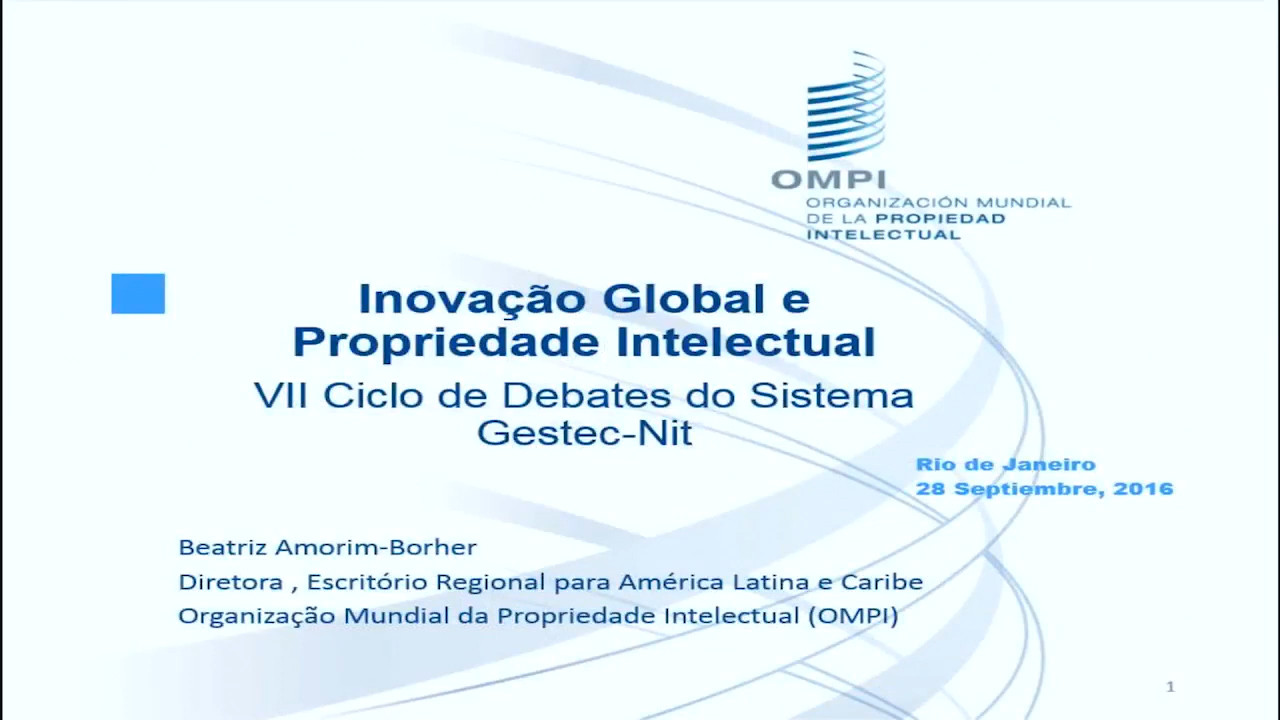 OMPI
ORGANIZACIÓN MUNDIAL
DE LA PROPIEDAD
INTELECTUAL
Inovação Global e
Propriedade Intelectual
VII Ciclo de Debates do Sistema
Gestec-Nit
Rio de Janeiro
28 Septiembre, 2016
Beatriz Amorim-Borher
Diretora , Escritório Regional para América Latina e Caribe
Organização Mundial da Propriedade Intelectual (OMPI)
1